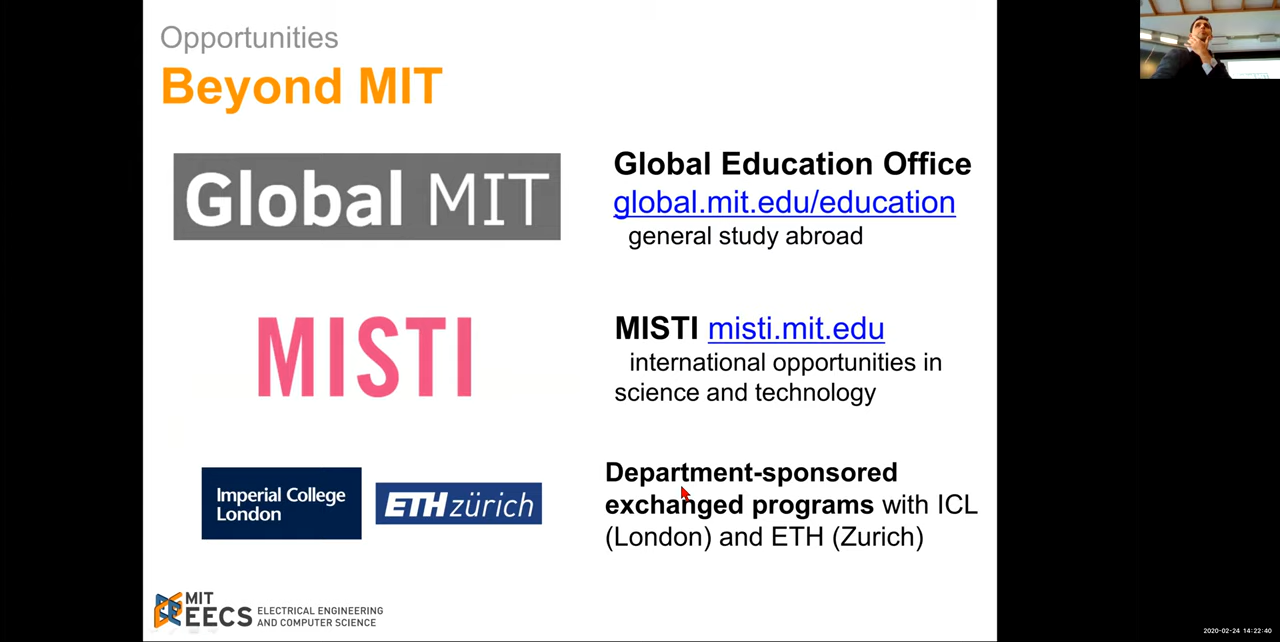 Opportunities
Beyond MIT
Global MIT
Global Education Office
global.mit.edu/education
general study abroad
MISTI
MISTI misti.mit.edu
international opportunities in
science and technology
Imperial College
London
ETH zürich
Department-sponsored
exchanged programs with ICL
(London) and ETH (Zurich)
MIT
EECS
ELECTRICAL ENGINEERING
AND COMPUTER SCIENCE
2020-02-24 14:22:40